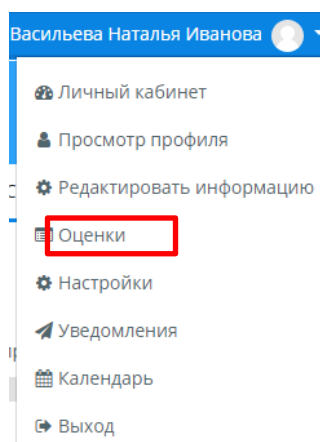 Васильева Наталья Иванова
Личный кабинет
Просмотр профиля
Редактировать информацию
Оценки
Настройки
Уведомления
Календарь
Выход